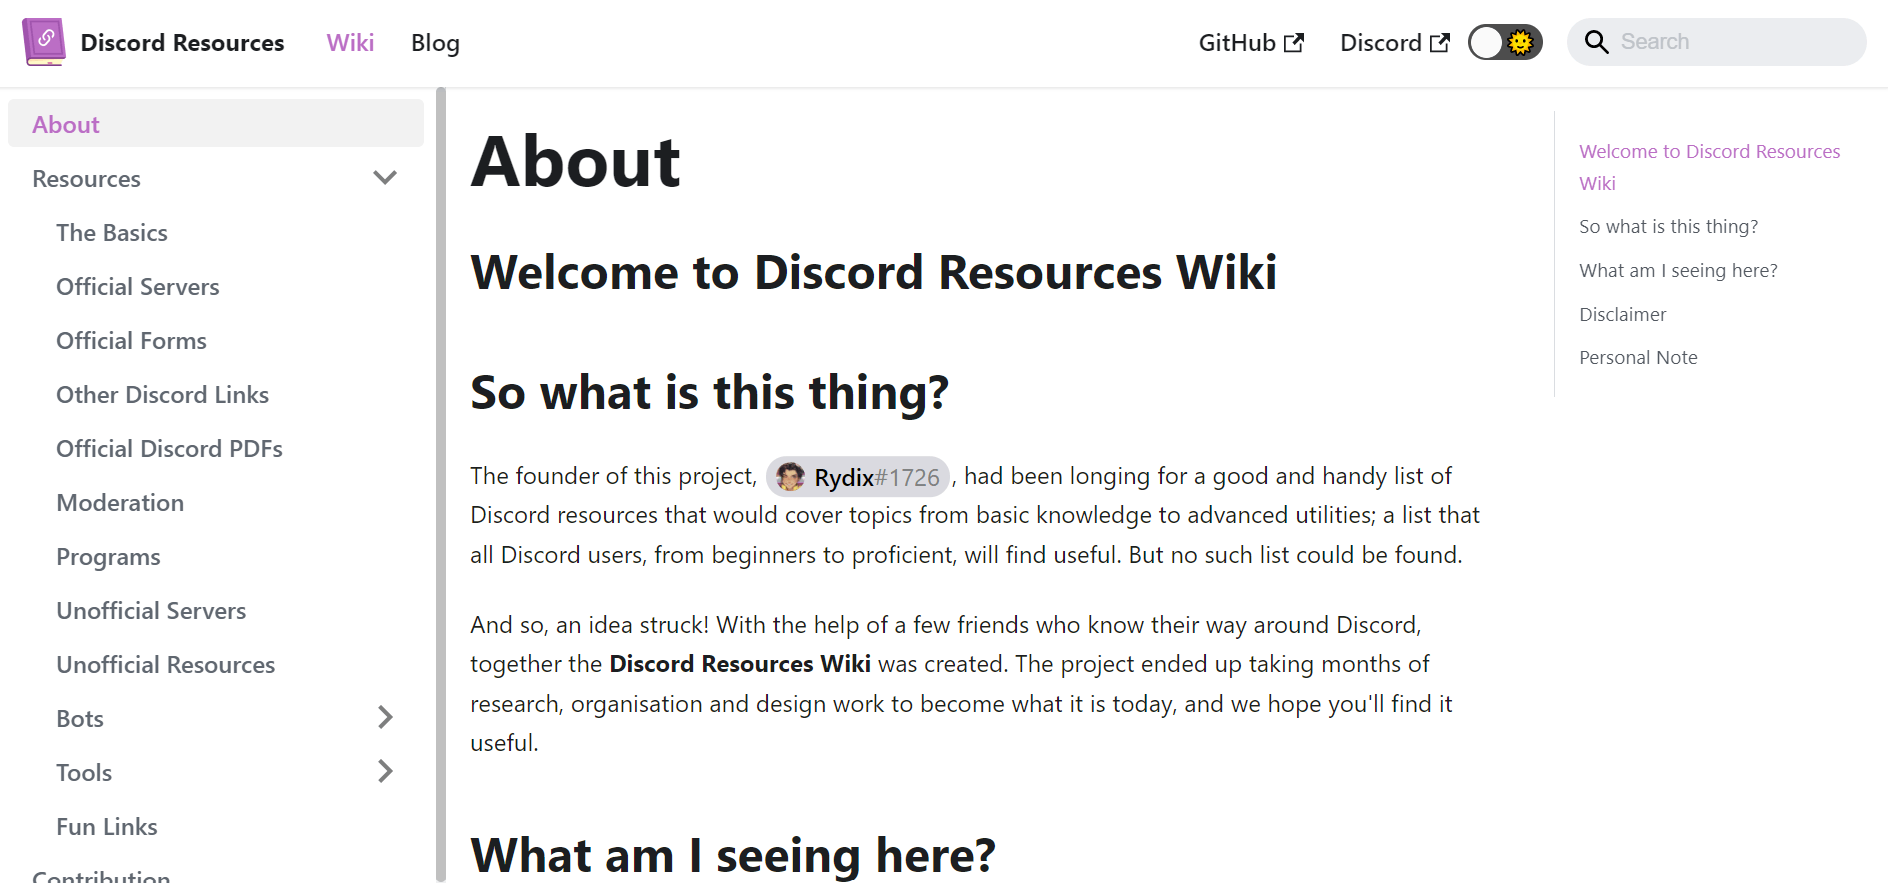 Discord Resources Wiki Blog GitHub Discord Search
About
Resources
The Basics
Official Servers
Official Forms
Other Discord Links
Official Discord PDFs
Moderation
Programs
Unofficial Servers
Unofficial Resources
Bots
Tools
Fun Links
Contribution
About
Welcome to Discord Resources Wiki
So what is this thing?
The founder of this project, Rydix#1726, had been longing for a good and handy list of
Discord resources that would cover topics from basic knowledge to advanced utilities; a list that
all Discord users, from beginners to proficient, will find useful. But no such list could be found.
And so, an idea struck! With the help of a few friends who know their way around Discord,
together the Discord Resources Wiki was created. The project ended up taking months of
research, organisation and design work to become what it is today, and we hope you'll find it
useful.
What am I seeing here?
Welcome to Discord Resources
Wiki
So what is this thing?
What am I seeing here?
Disclaimer
Personal Note